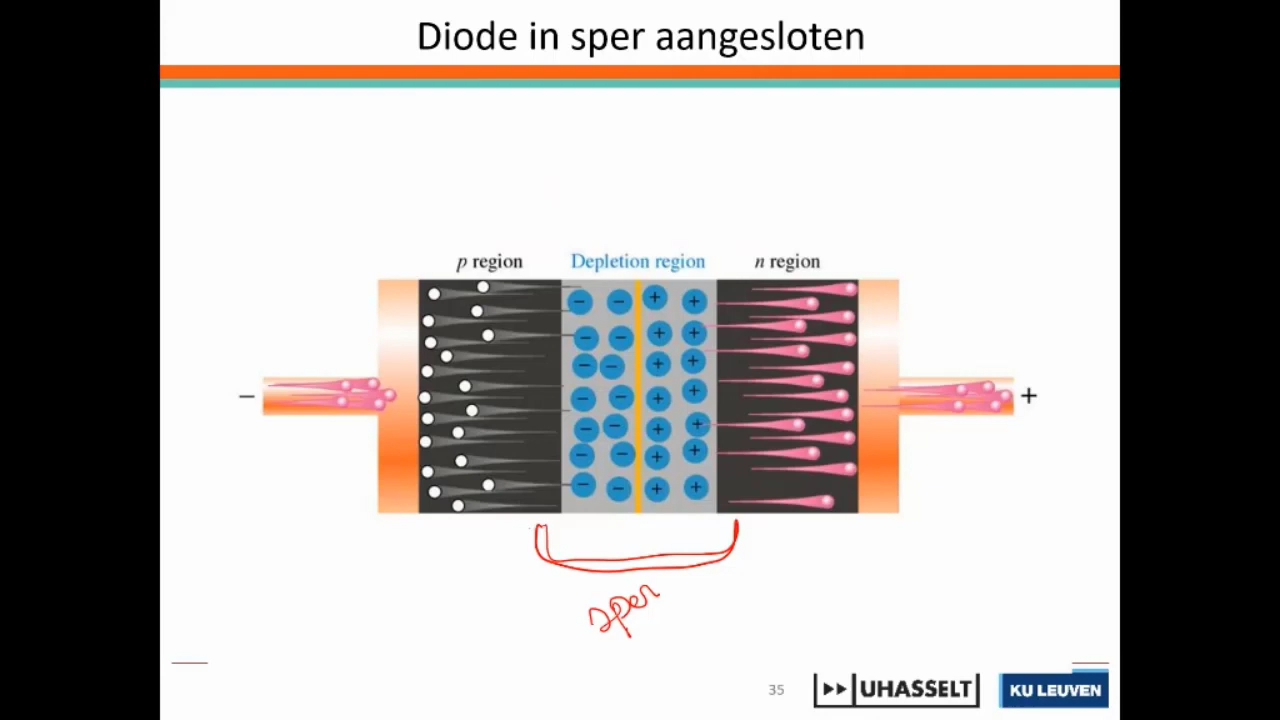 Diode in sper aangesloten
p region Depletion region n region
− +
sper
35 UHASSELT KU LEUVEN